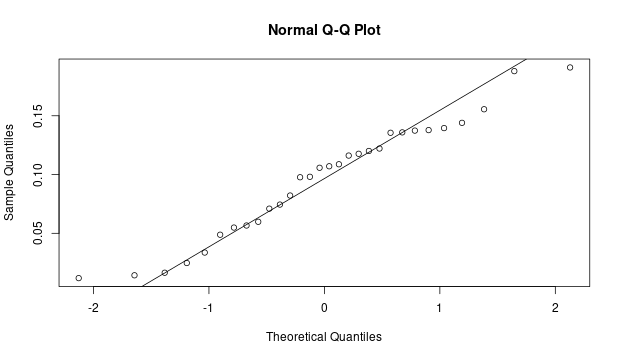 Normal Q-Q Plot
Sample Quantiles
0.15
0.10
0.05
-2 -1 0 1 2
Theoretical Quantiles